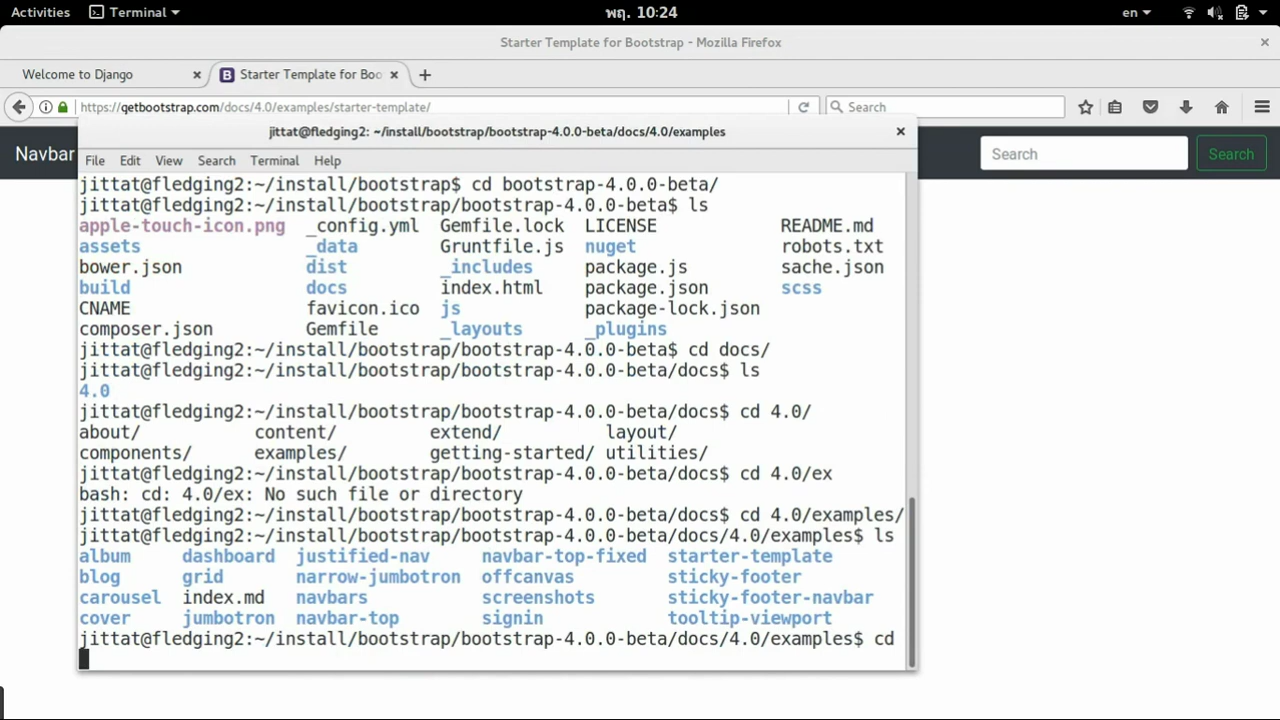 Activities Terminal พฤ. 10:24 en
Starter Template for Bootstrap - Mozilla Firefox ×
Welcome to Django × B Starter Template for Boo × +
https://getbootstrap.com/docs/4.0/examples/starter-template/ Search
jittat@fledging2: ~/install/bootstrap/bootstrap-4.0.0-beta/docs/4.0/examples ×
Navbar Search Search
File Edit View Search Terminal Help
jittat@fledging2:~/install/bootstrap$ cd bootstrap-4.0.0-beta/
jittat@fledging2:~/install/bootstrap/bootstrap-4.0.0-beta$ ls
apple-touch-icon.png _config.yml Gemfile.lock LICENSE README.md
assets _data Gruntfile.js nuget robots.txt
bower.json dist _includes package.js sache.json
build docs index.html package.json scss
CNAME favicon.ico js package-lock.json
composer.json Gemfile _layouts _plugins
jittat@fledging2:~/install/bootstrap/bootstrap-4.0.0-beta$ cd docs/
jittat@fledging2:~/install/bootstrap/bootstrap-4.0.0-beta/docs$ ls
4.0
jittat@fledging2:~/install/bootstrap/bootstrap-4.0.0-beta/docs$ cd 4.0/
about/ content/ extend/ layout/
components/ examples/ getting-started/ utilities/
jittat@fledging2:~/install/bootstrap/bootstrap-4.0.0-beta/docs$ cd 4.0/ex
bash: cd: 4.0/ex: No such file or directory
jittat@fledging2:~/install/bootstrap/bootstrap-4.0.0-beta/docs$ cd 4.0/examples/
jittat@fledging2:~/install/bootstrap/bootstrap-4.0.0-beta/docs/4.0/examples$ ls
album dashboard justified-nav navbar-top-fixed starter-template
blog grid narrow-jumbotron offcanvas sticky-footer
carousel index.md navbars screenshots sticky-footer-navbar
cover jumbotron navbar-top signin tooltip-viewport
jittat@fledging2:~/install/bootstrap/bootstrap-4.0.0-beta/docs/4.0/examples$ cd